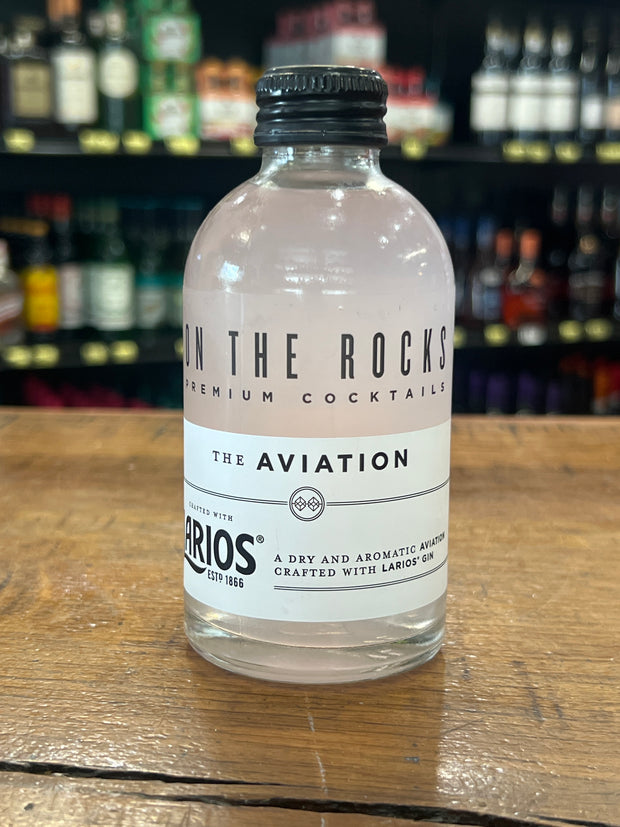 ON THE ROCKS
PREMIUM COCKTAILS
THE AVIATION
CRAFTED WITH
ARIOS®
ESTD 1866
A DRY AND AROMATIC AVIATION
CRAFTED WITH LARIOS® GIN